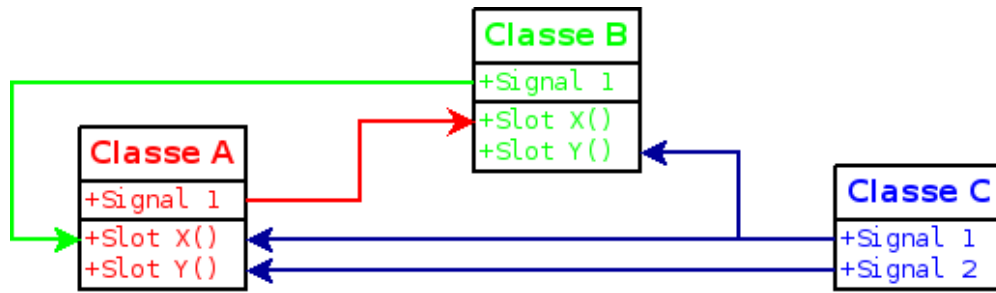 Classe B
+Signal 1
+Slot X()
+Slot Y()
Classe A
+Signal 1
+Slot X()
+Slot Y()
Classe C
+Signal 1
+Signal 2